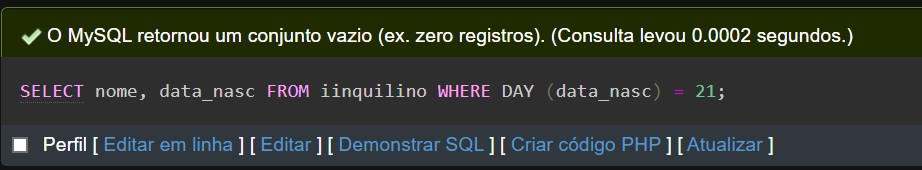 O MySQL retornou um conjunto vazio (ex. zero registros). (Consulta levou 0.0002 segundos.)
SELECT nome, data_nasc FROM iinquilino WHERE DAY (data_nasc) = 21;
Perfil [ Editar em linha ] [ Editar ] [ Demonstrar SQL ] [ Criar código PHP ] [ Atualizar ]